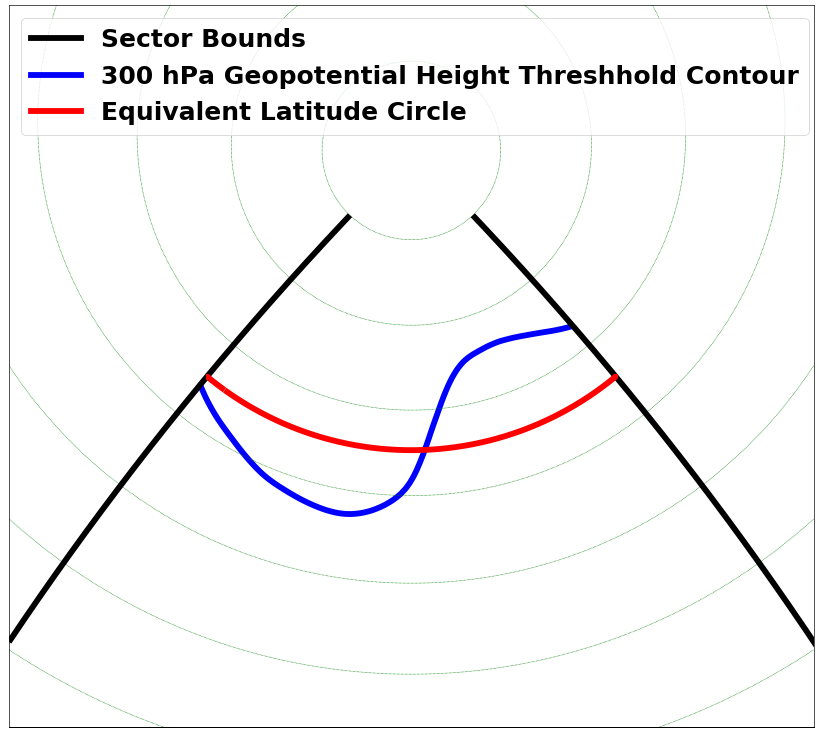 Sector Bounds
300 hPa Geopotential Height Threshhold Contour
Equivalent Latitude Circle